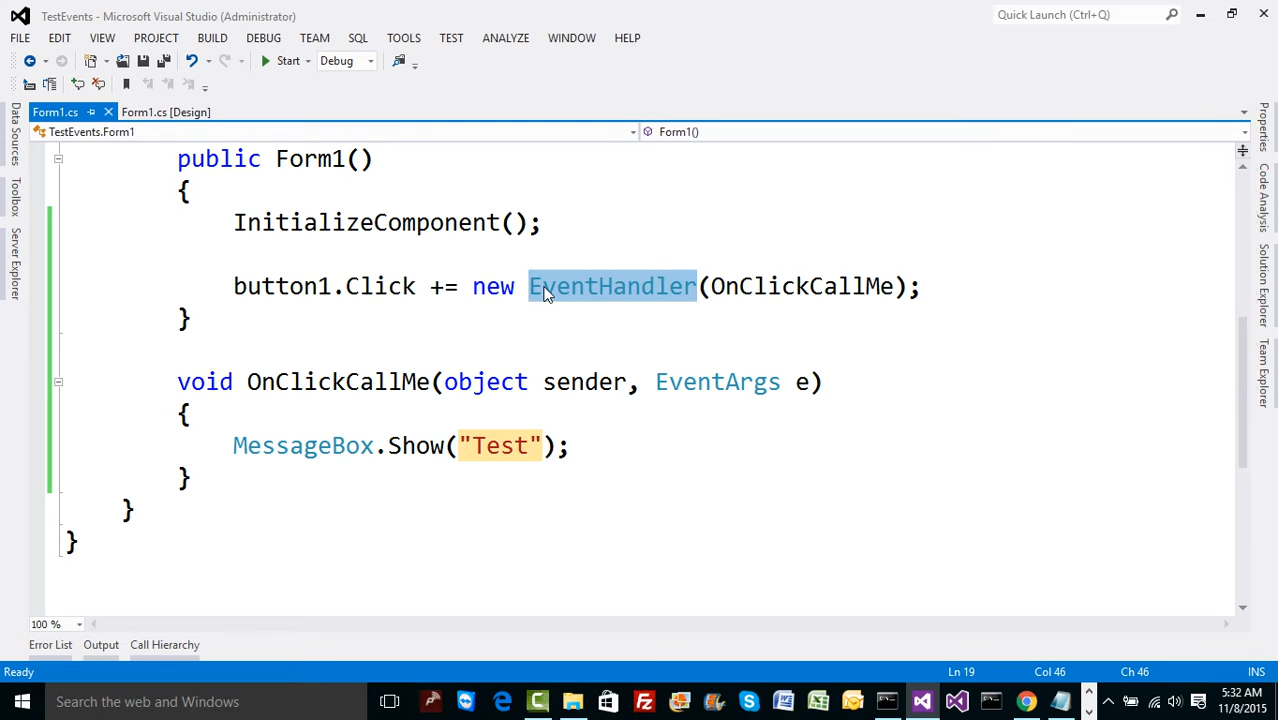 TestEvents - Microsoft Visual Studio (Administrator)
Quick Launch (Ctrl+Q)
FILE EDIT VIEW PROJECT BUILD DEBUG TEAM SQL TOOLS TEST ANALYZE WINDOW HELP
Start Debug
Form1.cs Form1.cs [Design]
TestEvents.Form1 Form1()
Data Sources
Toolbox
Server Explorer
public Form1()
{
InitializeComponent();
button1.Click += new EventHandler(OnClickCallMe);
}
void OnClickCallMe(object sender, EventArgs e)
{
MessageBox.Show("Test");
}
}
}
Properties
Code Analysis
Solution Explorer
Team Explorer
100 %
Error List Output Call Hierarchy
Ready Ln 19 Col 46 Ch 46 INS
Search the web and Windows
5:32 AM
11/8/2015